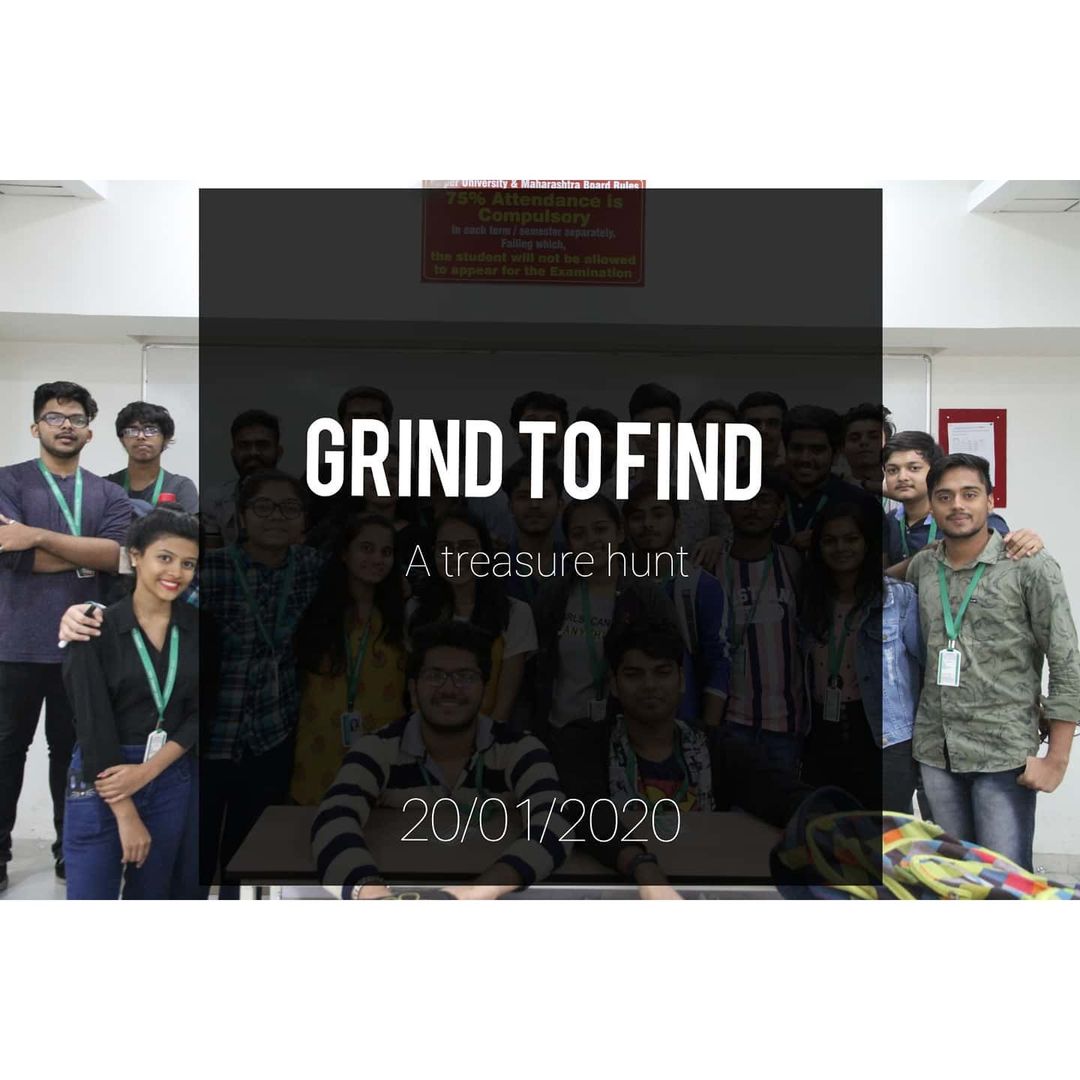 University & Maharashtra Board Rules
75% Attendance is
Compulsory
in each term / semester separately,
Failing which,
the student will not be allowed
to appear for the Examination
GRIND TO FIND
A treasure hunt
20/01/2020